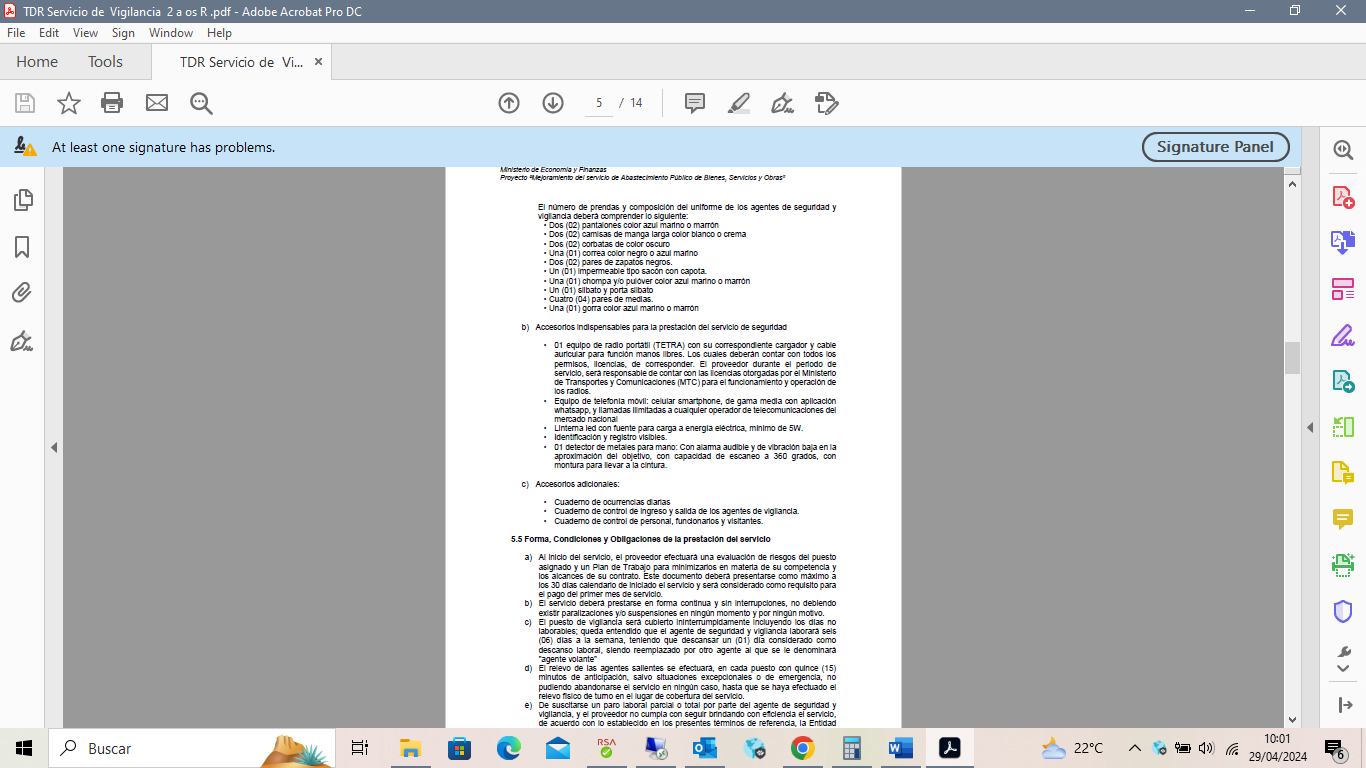 TDR Servicio de  Vigilancia  2 a os R .pdf - Adobe Acrobat Pro DC
File Edit View Sign Window Help
Home Tools TDR Servicio de  Vi... ×
5 / 14
At least one signature has problems. Signature Panel
Ministerio de Economía y Finanzas
Proyecto "Mejoramiento del servicio de Abastecimiento Público de Bienes, Servicios y Obras"
El número de prendas y composición del uniforme de los agentes de seguridad y
vigilancia deberá comprender lo siguiente:
• Dos (02) pantalones color azul marino o marrón
• Dos (02) camisas de manga larga color blanco o crema
• Dos (02) corbatas de color oscuro
• Una (01) correa color negro o azul marino
• Dos (02) pares de zapatos negros.
• Un (01) impermeable tipo sacón con capota.
• Una (01) chompa y/o pulóver color azul marino o marrón
• Un (01) silbato y porta silbato
• Cuatro (04) pares de medias.
• Una (01) gorra color azul marino o marrón
b) Accesorios indispensables para la prestación del servicio de seguridad
• 01 equipo de radio portátil (TETRA) con su correspondiente cargador y cable
auricular para función manos libres. Los cuales deberán contar con todos los
permisos, licencias, de corresponder. El proveedor durante el periodo de
servicio, será responsable de contar con las licencias otorgadas por el Ministerio
de Transportes y Comunicaciones (MTC) para el funcionamiento y operación de
los radios.
• Equipo de telefonía móvil: celular smartphone, de gama media con aplicación
whatsapp, y llamadas ilimitadas a cualquier operador de telecomunicaciones del
mercado nacional
• Linterna led con fuente para carga a energía eléctrica, mínimo de 5W.
• Identificación y registro visibles.
• 01 detector de metales para mano: Con alarma audible y de vibración baja en la
aproximación del objetivo, con capacidad de escaneo a 360 grados, con
montura para llevar a la cintura.
c) Accesorios adicionales:
• Cuaderno de ocurrencias diarias
• Cuaderno de control de ingreso y salida de los agentes de vigilancia.
• Cuaderno de control de personal, funcionarios y visitantes.
5.5 Forma, Condiciones y Obligaciones de la prestación del servicio
a) Al inicio del servicio, el proveedor efectuará una evaluación de riesgos del puesto
asignado y un Plan de Trabajo para minimizarlos en materia de su competencia y
los alcances de su contrato. Este documento deberá presentarse como máximo a
los 30 días calendario de iniciado el servicio y será considerado como requisito para
el pago del primer mes de servicio.
b) El servicio deberá prestarse en forma continua y sin interrupciones, no debiendo
existir paralizaciones y/o suspensiones en ningún momento y por ningún motivo.
c) El puesto de vigilancia será cubierto ininterrumpidamente incluyendo los días no
laborables; queda entendido que el agente de seguridad y vigilancia laborará seis
(06) días a la semana, teniendo que descansar un (01) día considerado como
descanso laboral, siendo reemplazado por otro agente al que se le denominará
"agente volante"
d) El relevo de las agentes salientes se efectuará, en cada puesto con quince (15)
minutos de anticipación, salvo situaciones excepcionales o de emergencia, no
pudiendo abandonarse el servicio en ningún caso, hasta que se haya efectuado el
relevo físico de turno en el lugar de cobertura del servicio.
e) De suscitarse un paro laboral parcial o total por parte del agente de seguridad y
vigilancia, y el proveedor no cumpla con seguir brindando con eficiencia el servicio,
de acuerdo con lo establecido en los presentes términos de referencia, la Entidad
Buscar RSA 22°C 10:01
29/04/2024 6